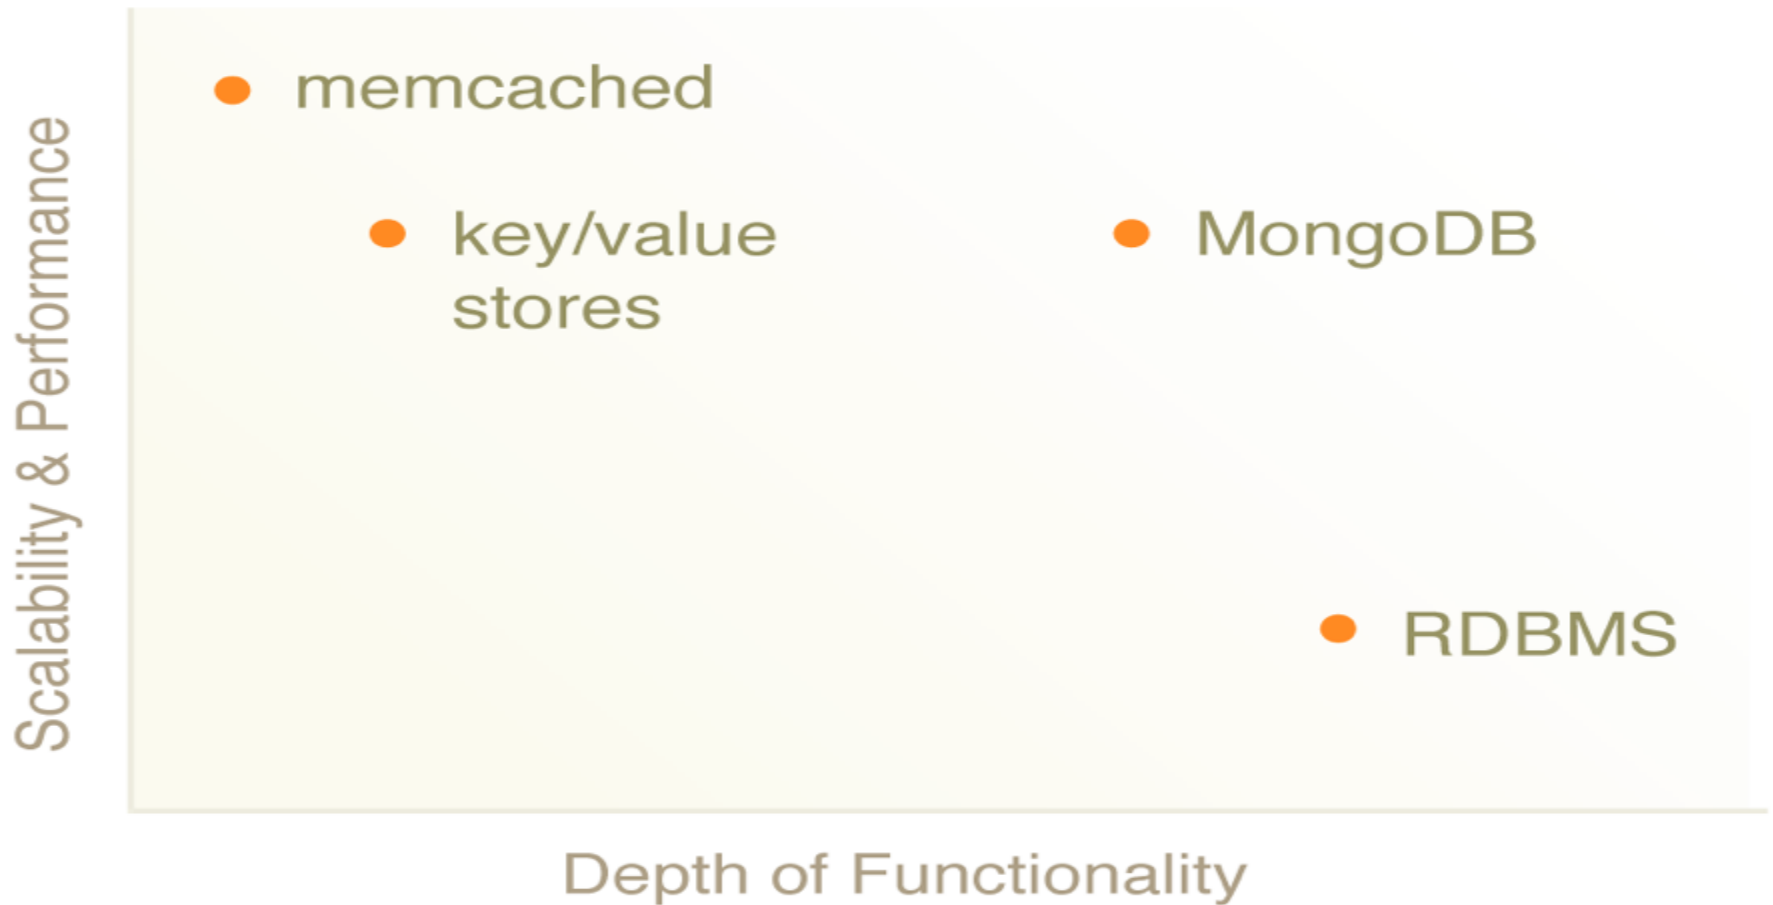 memcached
key/value
stores
MongoDB
RDBMS
Scalability & Performance
Depth of Functionality